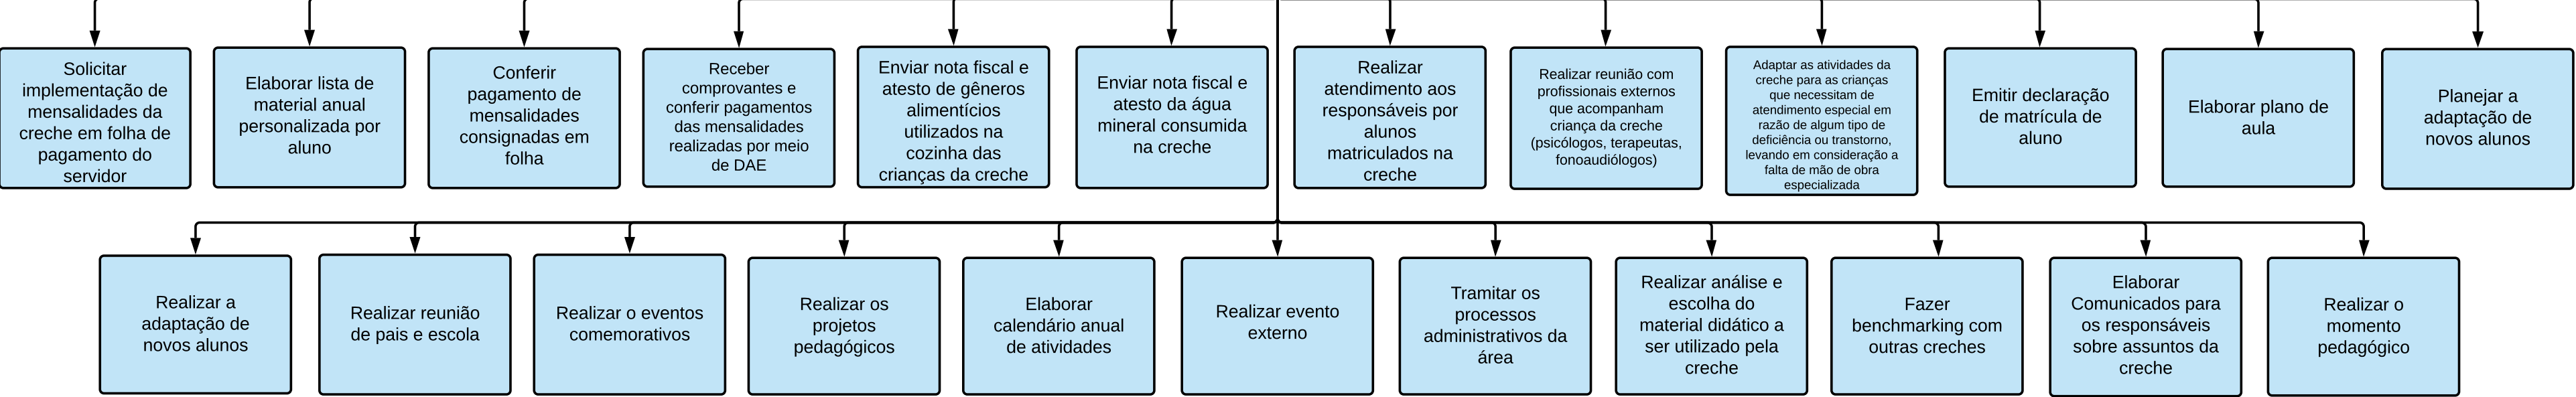 Solicitar
implementação de
mensalidades da
creche em folha de
pagamento do
servidor
Elaborar lista de
material anual
personalizada por
aluno
Conferir
pagamento de
mensalidades
consignadas em
folha
Receber
comprovantes e
conferir pagamentos
das mensalidades
realizadas por meio
de DAE
Enviar nota fiscal e
atesto de gêneros
alimentícios
utilizados na
cozinha das
crianças da creche
Enviar nota fiscal e
atesto da água
mineral consumida
na creche
Realizar
atendimento aos
responsáveis por
alunos
matriculados na
creche
Realizar reunião com
profissionais externos
que acompanham
criança da creche
(psicólogos, terapeutas,
fonoaudiólogos)
Adaptar as atividades da
creche para as crianças
que necessitam de
atendimento especial em
razão de algum tipo de
deficiência ou transtorno,
levando em consideração a
falta de mão de obra
especializada
Emitir declaração
de matrícula de
aluno
Elaborar plano de
aula
Planejar a
adaptação de
novos alunos
Realizar a
adaptação de
novos alunos
Realizar reunião
de pais e escola
Realizar o eventos
comemorativos
Realizar os
projetos
pedagógicos
Elaborar
calendário anual
de atividades
Realizar evento
externo
Tramitar os
processos
administrativos da
área
Realizar análise e
escolha do
material didático a
ser utilizado pela
creche
Fazer
benchmarking com
outras creches
Elaborar
Comunicados para
os responsáveis
sobre assuntos da
creche
Realizar o
momento
pedagógico